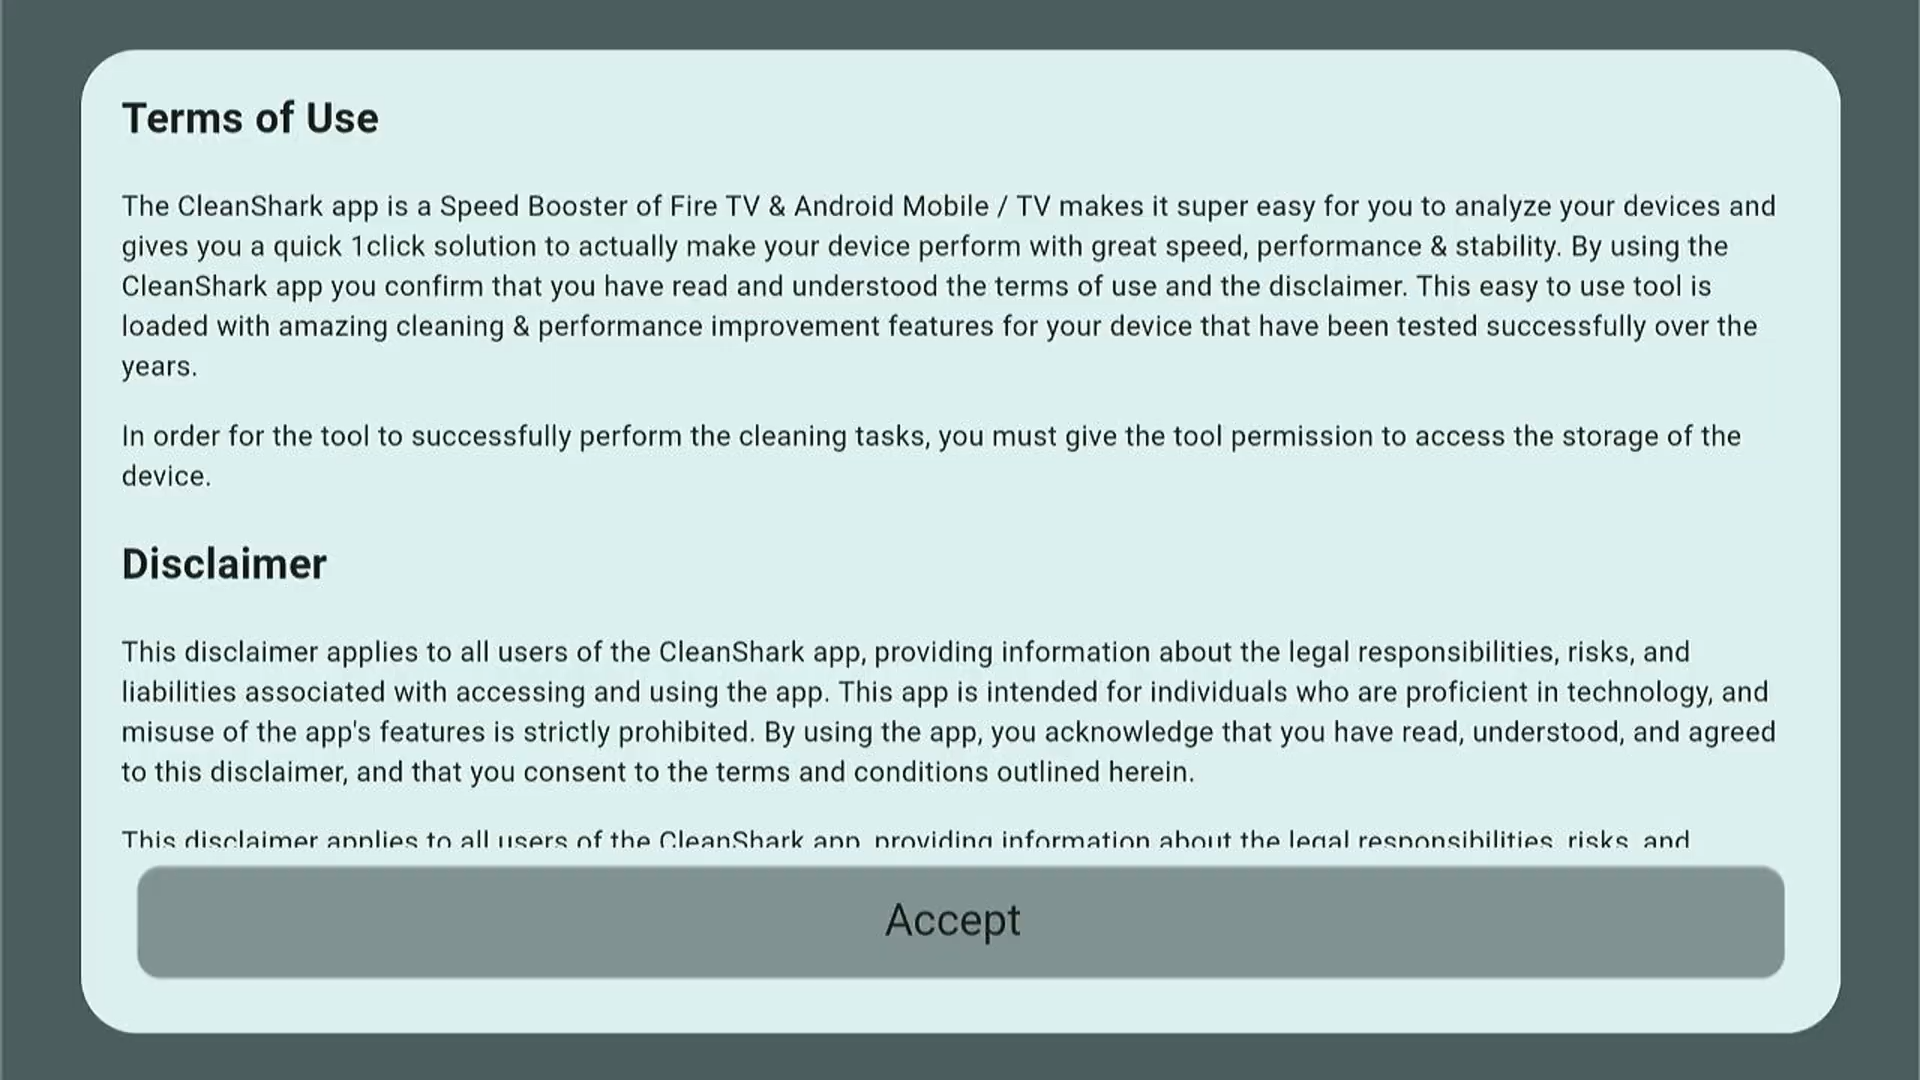 Terms of Use
The CleanShark app is a Speed Booster of Fire TV & Android Mobile / TV makes it super easy for you to analyze your devices and
gives you a quick 1click solution to actually make your device perform with great speed, performance & stability. By using the
CleanShark app you confirm that you have read and understood the terms of use and the disclaimer. This easy to use tool is
loaded with amazing cleaning & performance improvement features for your device that have been tested successfully over the
years.
In order for the tool to successfully perform the cleaning tasks, you must give the tool permission to access the storage of the
device.
Disclaimer
This disclaimer applies to all users of the CleanShark app, providing information about the legal responsibilities, risks, and
liabilities associated with accessing and using the app. This app is intended for individuals who are proficient in technology, and
misuse of the app's features is strictly prohibited. By using the app, you acknowledge that you have read, understood, and agreed
to this disclaimer, and that you consent to the terms and conditions outlined herein.
This disclaimer applies to all users of the CleanShark app, providing information about the legal responsibilities, risks, and
Accept